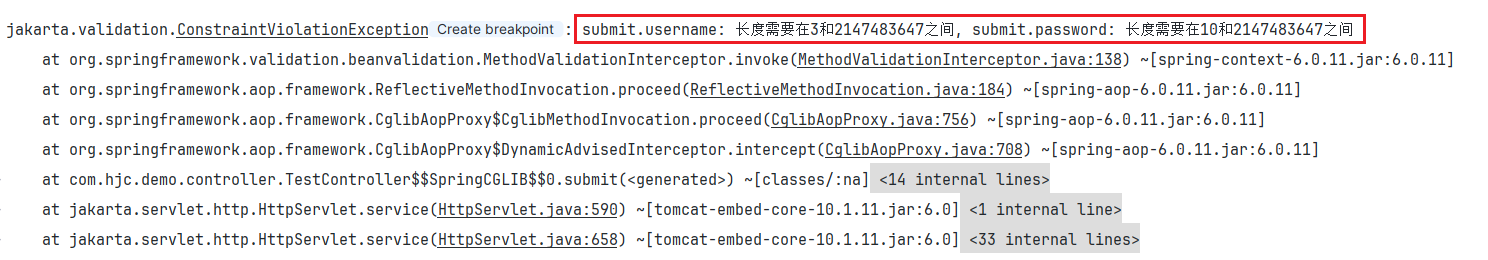 jakarta.validation.ConstraintViolationException Create breakpoint : submit.username: 长度需要在3和2147483647之间, submit.password: 长度需要在10和2147483647之间
at org.springframework.validation.beanvalidation.MethodValidationInterceptor.invoke(MethodValidationInterceptor.java:138) ~[spring-context-6.0.11.jar:6.0.11]
at org.springframework.aop.framework.ReflectiveMethodInvocation.proceed(ReflectiveMethodInvocation.java:184) ~[spring-aop-6.0.11.jar:6.0.11]
at org.springframework.aop.framework.CglibAopProxy$CglibMethodInvocation.proceed(CglibAopProxy.java:756) ~[spring-aop-6.0.11.jar:6.0.11]
at org.springframework.aop.framework.CglibAopProxy$DynamicAdvisedInterceptor.intercept(CglibAopProxy.java:708) ~[spring-aop-6.0.11.jar:6.0.11]
at com.hjc.demo.controller.TestController$$SpringCGLIB$$0.submit(<generated>) ~[classes/:na] <14 internal lines>
at jakarta.servlet.http.HttpServlet.service(HttpServlet.java:590) ~[tomcat-embed-core-10.1.11.jar:6.0] <1 internal line>
at jakarta.servlet.http.HttpServlet.service(HttpServlet.java:658) ~[tomcat-embed-core-10.1.11.jar:6.0] <33 internal lines>